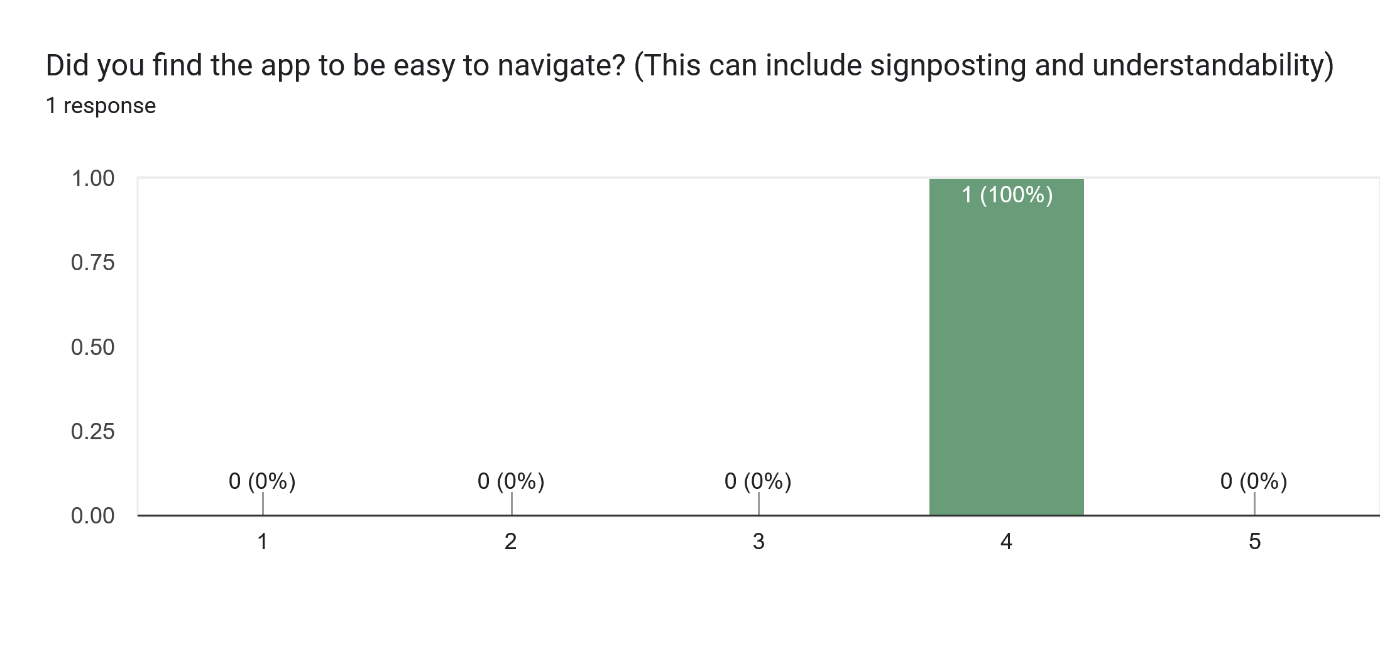 Did you find the app to be easy to navigate? (This can include signposting and understandability)
1 response
1.00
1 (100%)
0.75
0.50
0.25
0 (0%) 0 (0%) 0 (0%) 0 (0%)
0.00
1 2 3 4 5